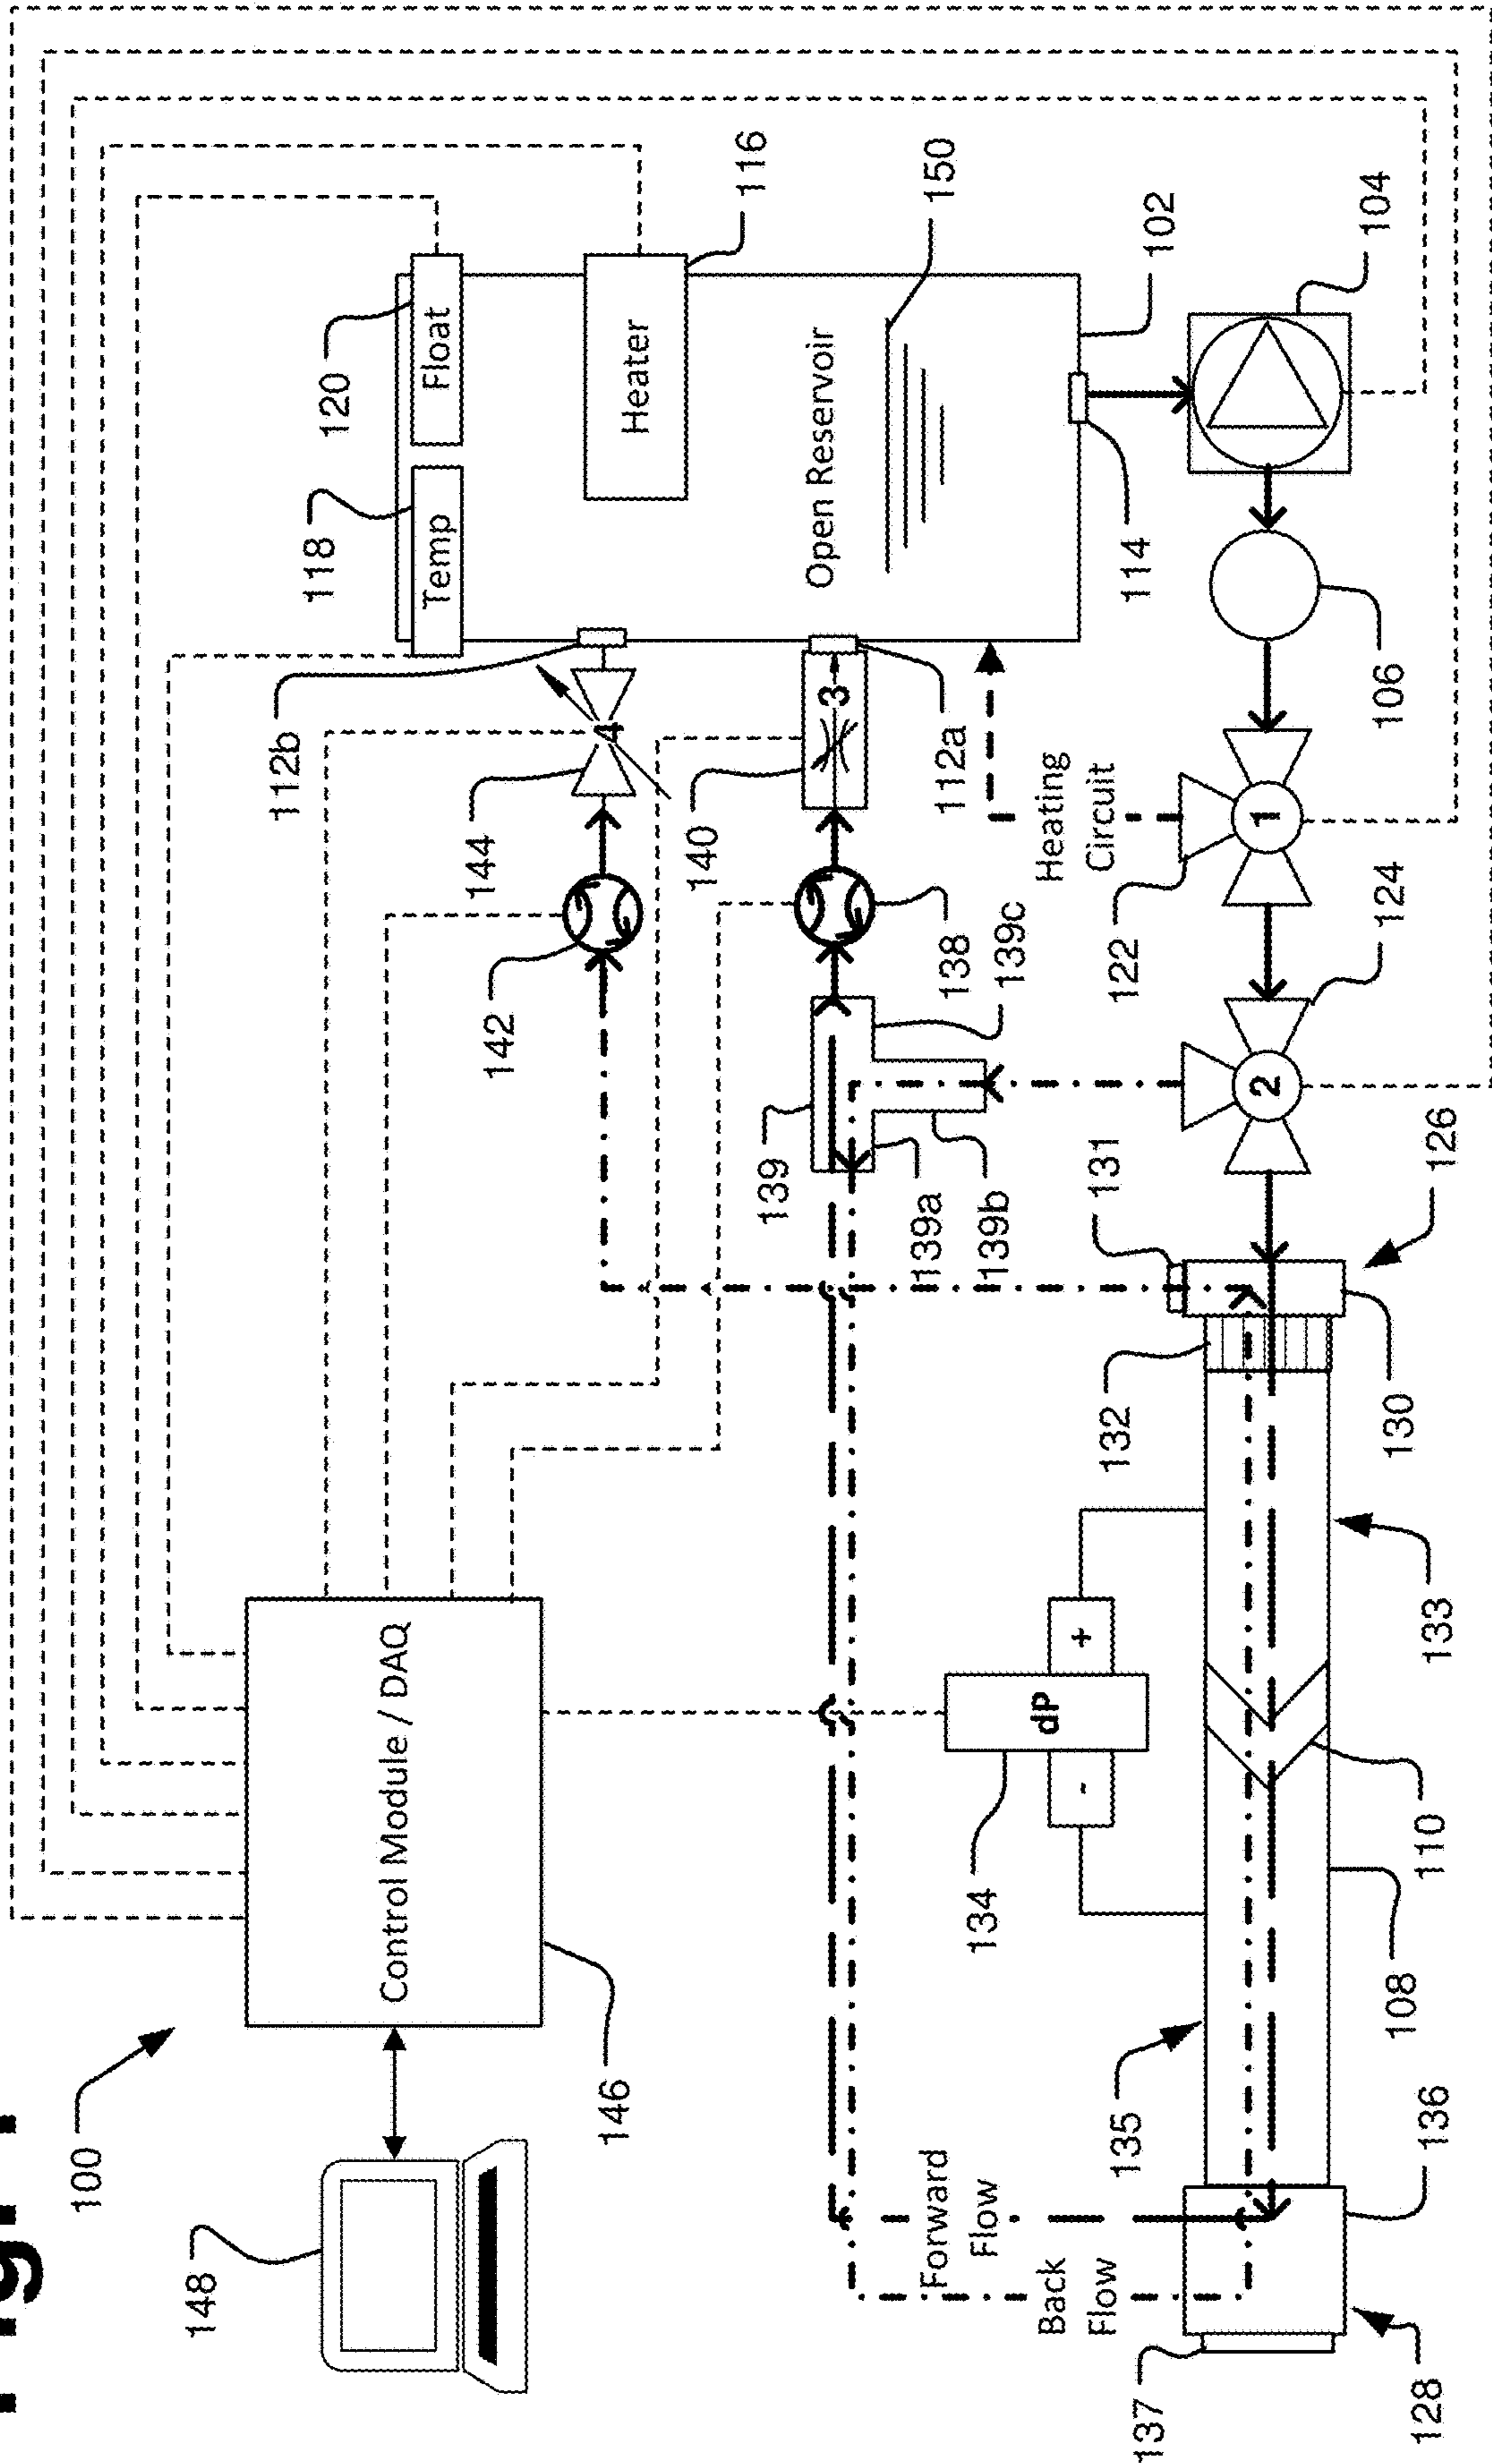 Fig. 1
100
148
146
Control Module / DAQ
118
120
Temp
Float
Heater
116
Open Reservoir
150
102
112b
144
4
142
140
3
112a
138
139
139a
139b
139c
Heating
Circuit
114
104
106
122
1
124
2
126
131
130
132
133
134
-
dP
+
110
108
135
136
128
137
Forward
Flow
Back
Flow